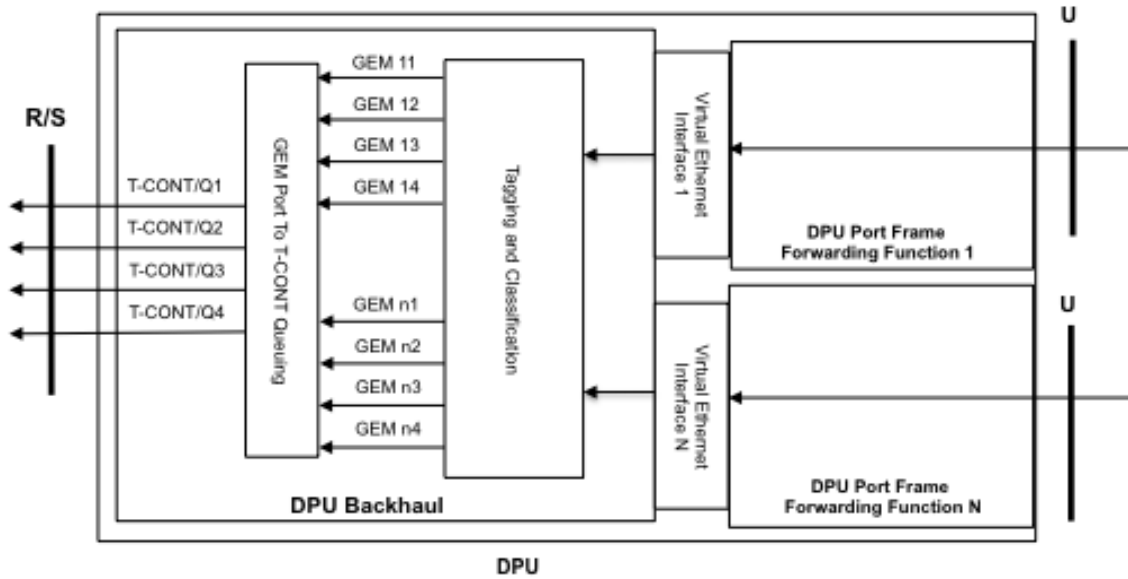 U
R/S
T-CONT/Q1
T-CONT/Q2
T-CONT/Q3
T-CONT/Q4
GEM Port To T-CONT Queuing
GEM 11
GEM 12
GEM 13
GEM 14
GEM n1
GEM n2
GEM n3
GEM n4
Tagging and Classification
Virtual Ethernet
Interface 1
DPU Port Frame
Forwarding Function 1
Virtual Ethernet
Interface N
U
DPU Port Frame
Forwarding Function N
DPU Backhaul
DPU